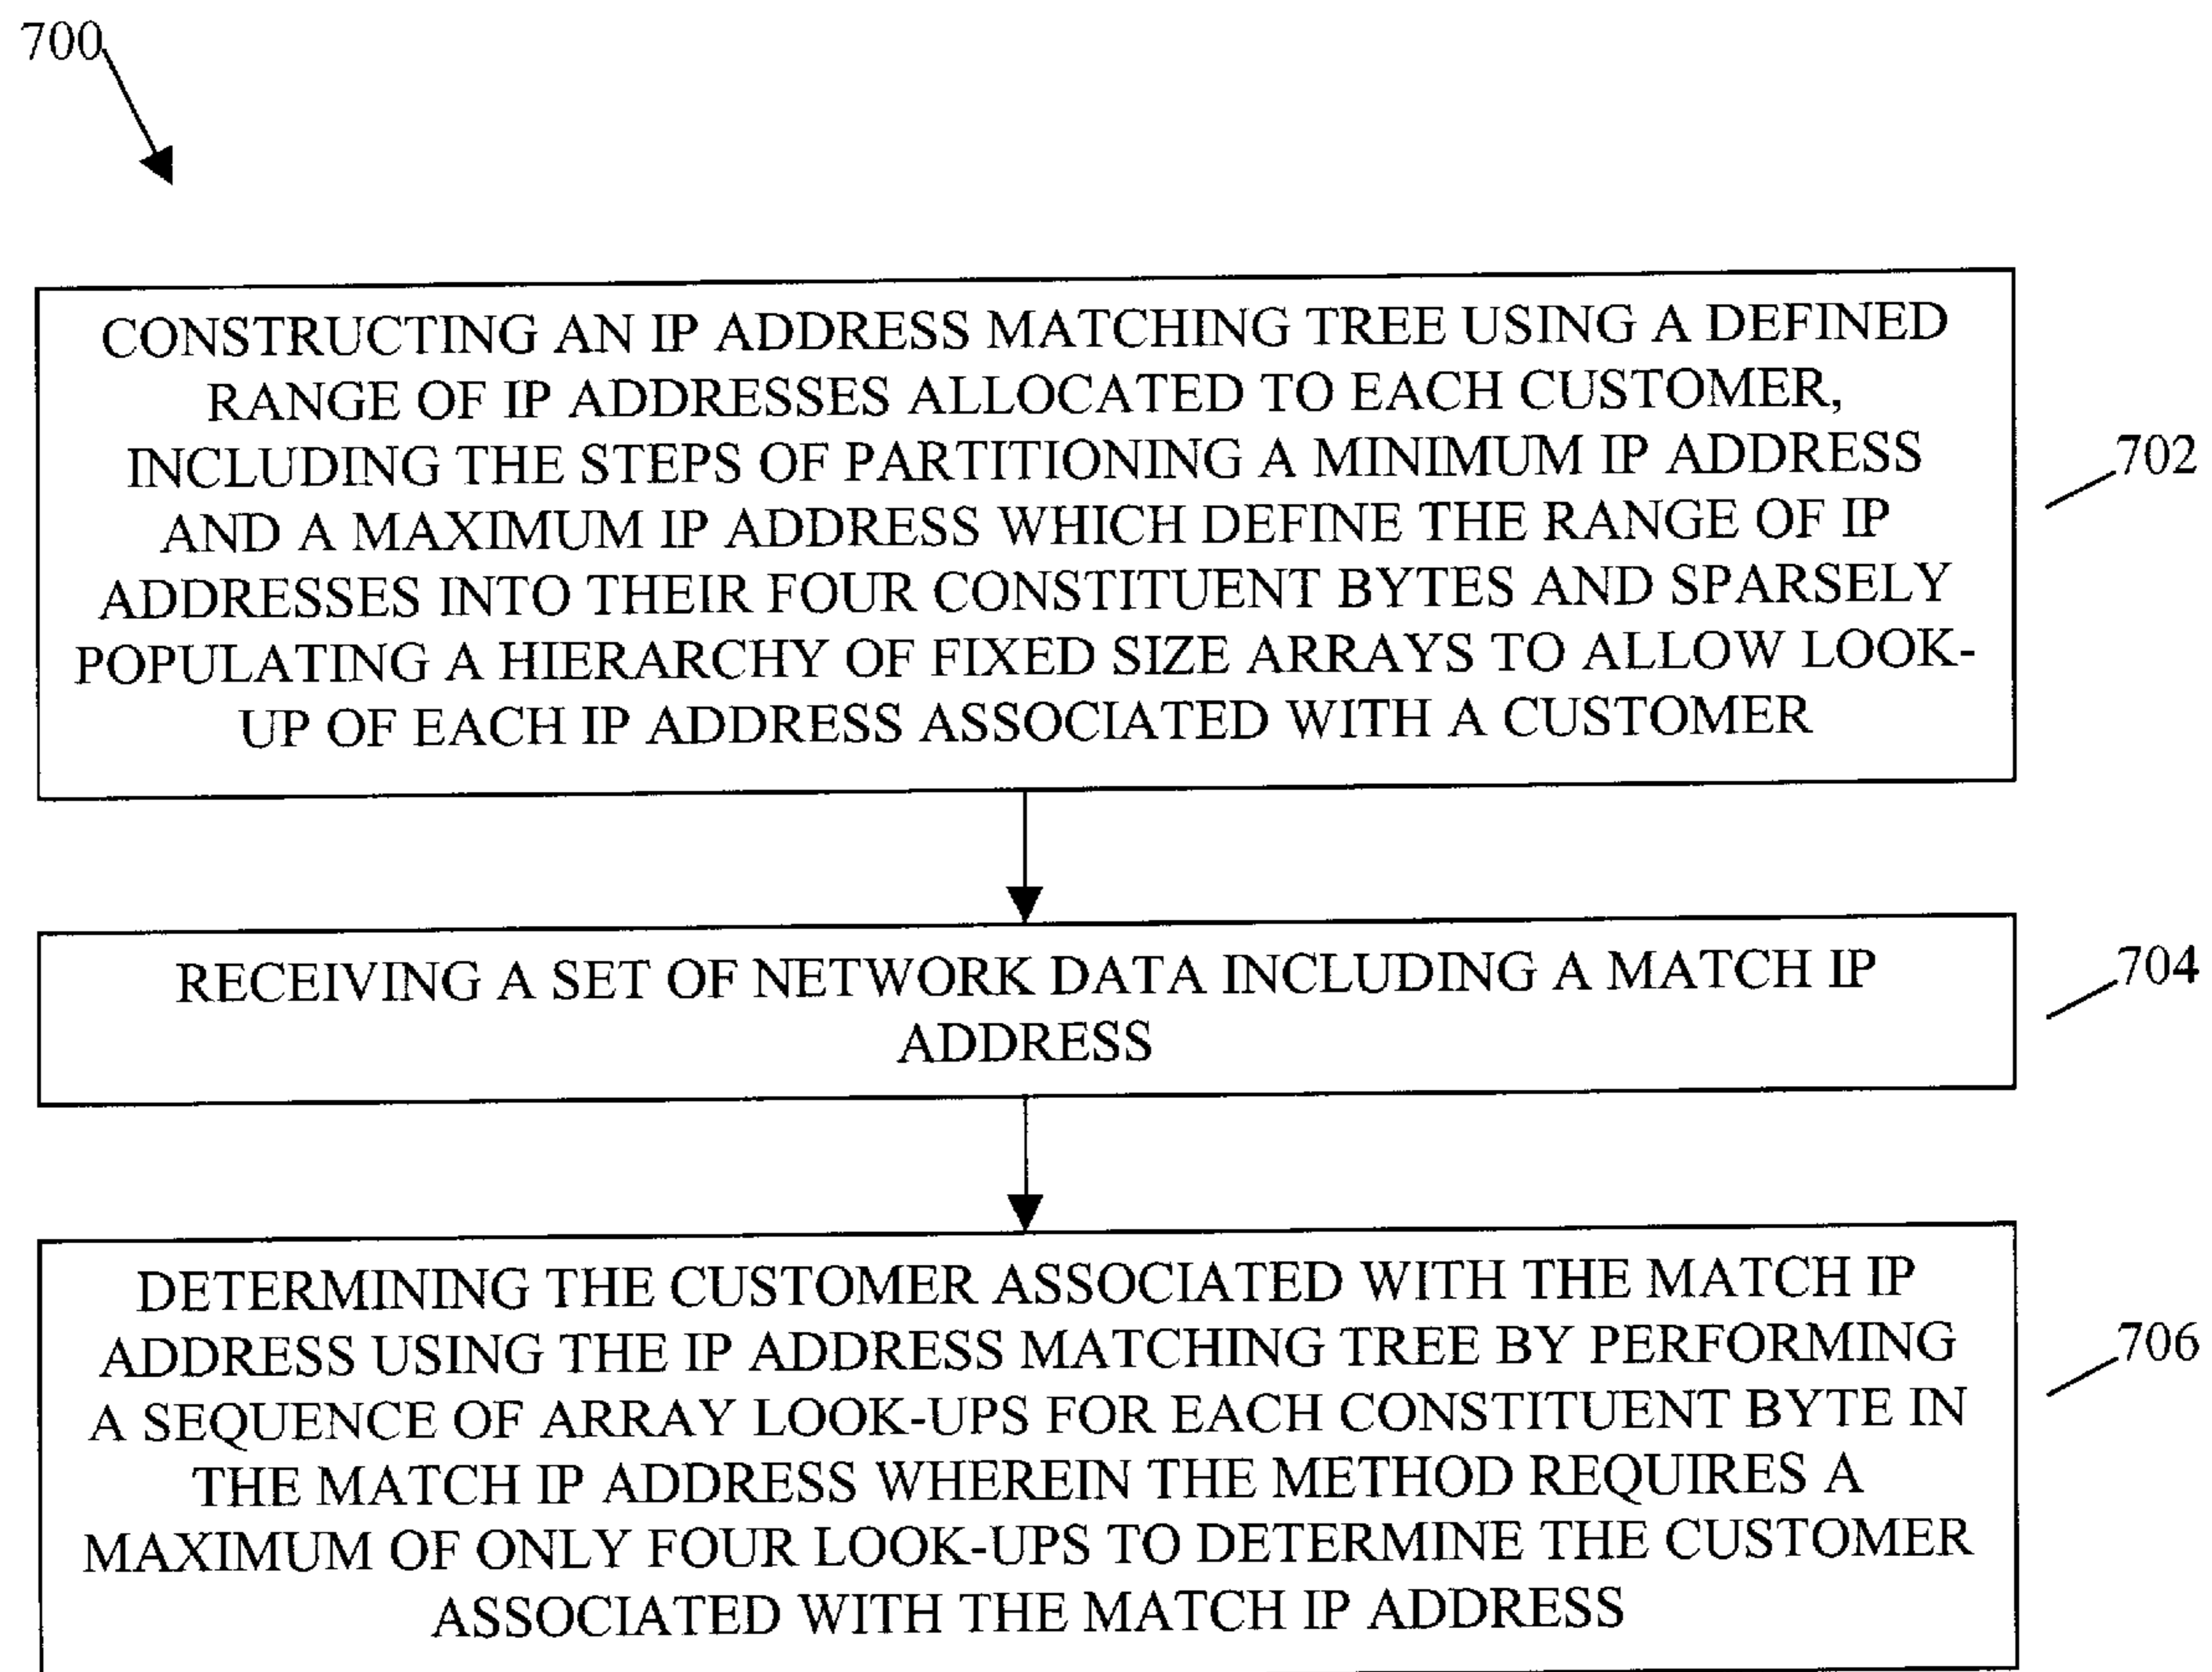 700
CONSTRUCTING AN IP ADDRESS MATCHING TREE USING A DEFINED
RANGE OF IP ADDRESSES ALLOCATED TO EACH CUSTOMER,
INCLUDING THE STEPS OF PARTITIONING A MINIMUM IP ADDRESS
AND A MAXIMUM IP ADDRESS WHICH DEFINE THE RANGE OF IP
ADDRESSES INTO THEIR FOUR CONSTITUENT BYTES AND SPARSELY
POPULATING A HIERARCHY OF FIXED SIZE ARRAYS TO ALLOW LOOK-
UP OF EACH IP ADDRESS ASSOCIATED WITH A CUSTOMER
702
RECEIVING A SET OF NETWORK DATA INCLUDING A MATCH IP
ADDRESS
704
DETERMINING THE CUSTOMER ASSOCIATED WITH THE MATCH IP
ADDRESS USING THE IP ADDRESS MATCHING TREE BY PERFORMING
A SEQUENCE OF ARRAY LOOK-UPS FOR EACH CONSTITUENT BYTE IN
THE MATCH IP ADDRESS WHEREIN THE METHOD REQUIRES A
MAXIMUM OF ONLY FOUR LOOK-UPS TO DETERMINE THE CUSTOMER
ASSOCIATED WITH THE MATCH IP ADDRESS
706